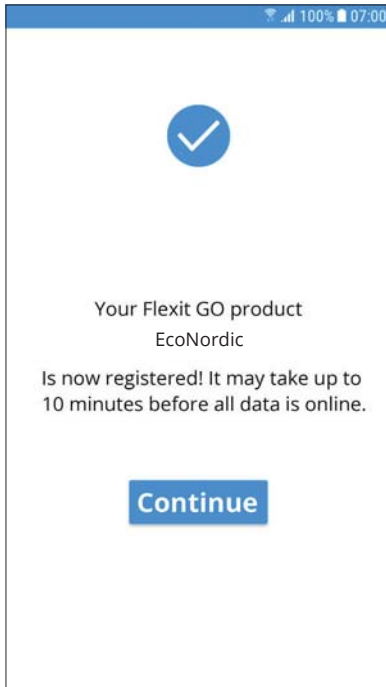 100% 07:00
Your Flexit GO product
EcoNordic
Is now registered! It may take up to
10 minutes before all data is online.
Continue